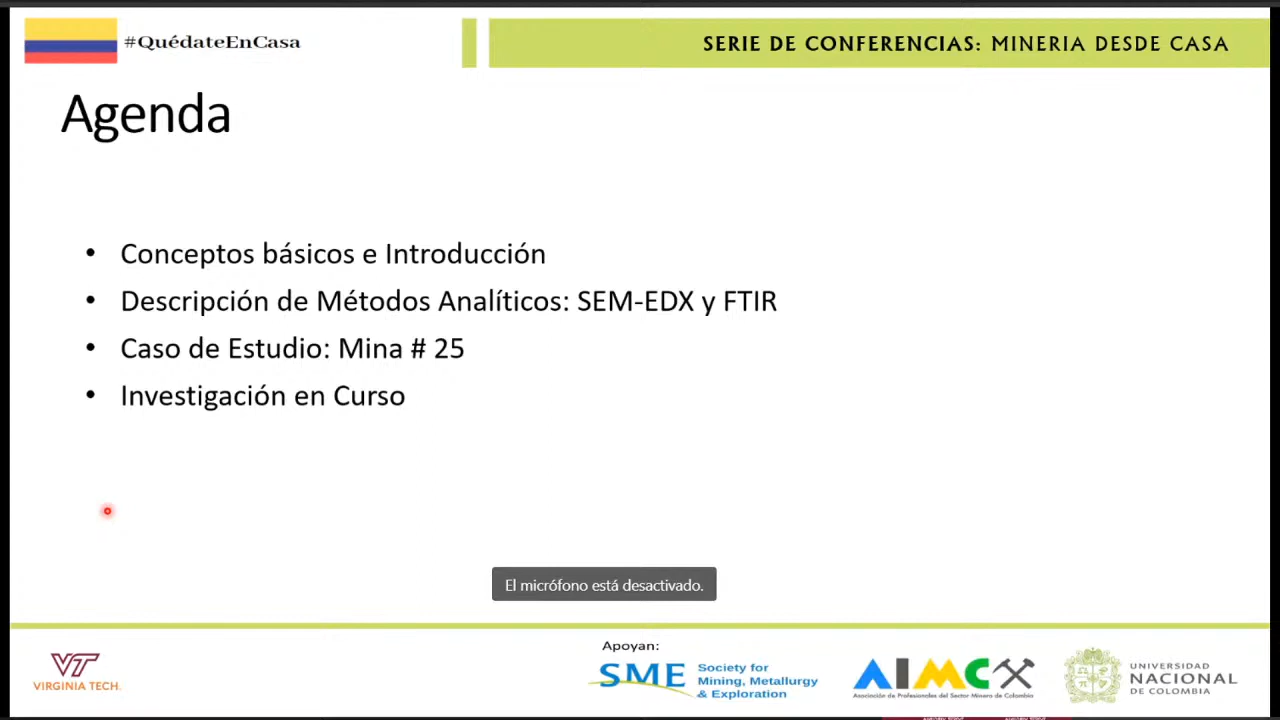 #QuédateEnCasa
SERIE DE CONFERENCIAS: MINERIA DESDE CASA
Agenda
• Conceptos básicos e Introducción
• Descripción de Métodos Analíticos: SEM-EDX y FTIR
• Caso de Estudio: Mina # 25
• Investigación en Curso
El micrófono está desactivado.
Apoyan:
VT
VIRGINIA TECH.
SME
Society for
Mining, Metallurgy
& Exploration
AIMC
Asociación de Profesionales del Sector Minero de Colombia
UNIVERSIDAD
NACIONAL
DE COLOMBIA